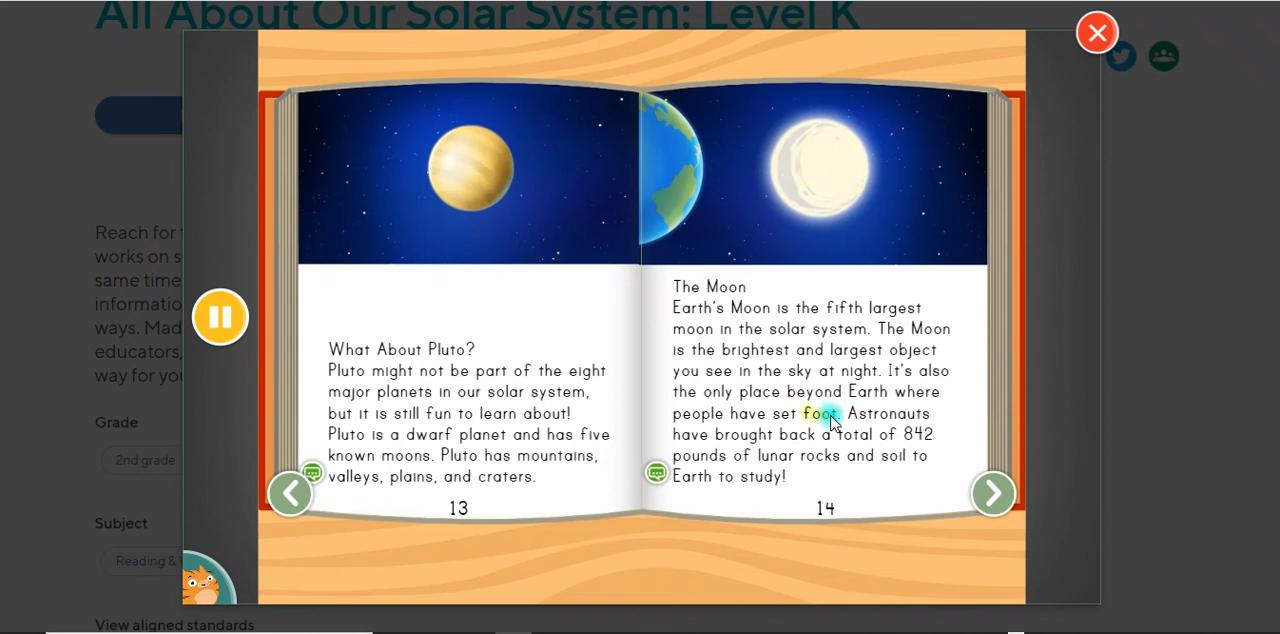 All About Our Solar System: Level K
Reach for
works on s
same time
informatio
ways. Mad
educators,
way for you
Grade
2nd grade
Subject
Reading &
View aligned standards
What About Pluto?
Pluto might not be part of the eight
major planets in our solar system,
but it is still fun to learn about!
Pluto is a dwarf planet and has five
known moons. Pluto has mountains,
valleys, plains, and craters.
13
The Moon
Earth's Moon is the fifth largest
moon in the solar system. The Moon
is the brightest and largest object
you see in the sky at night. It's also
the only place beyond Earth where
people have set foot. Astronauts
have brought back a total of 842
pounds of lunar rocks and soil to
Earth to study!
14